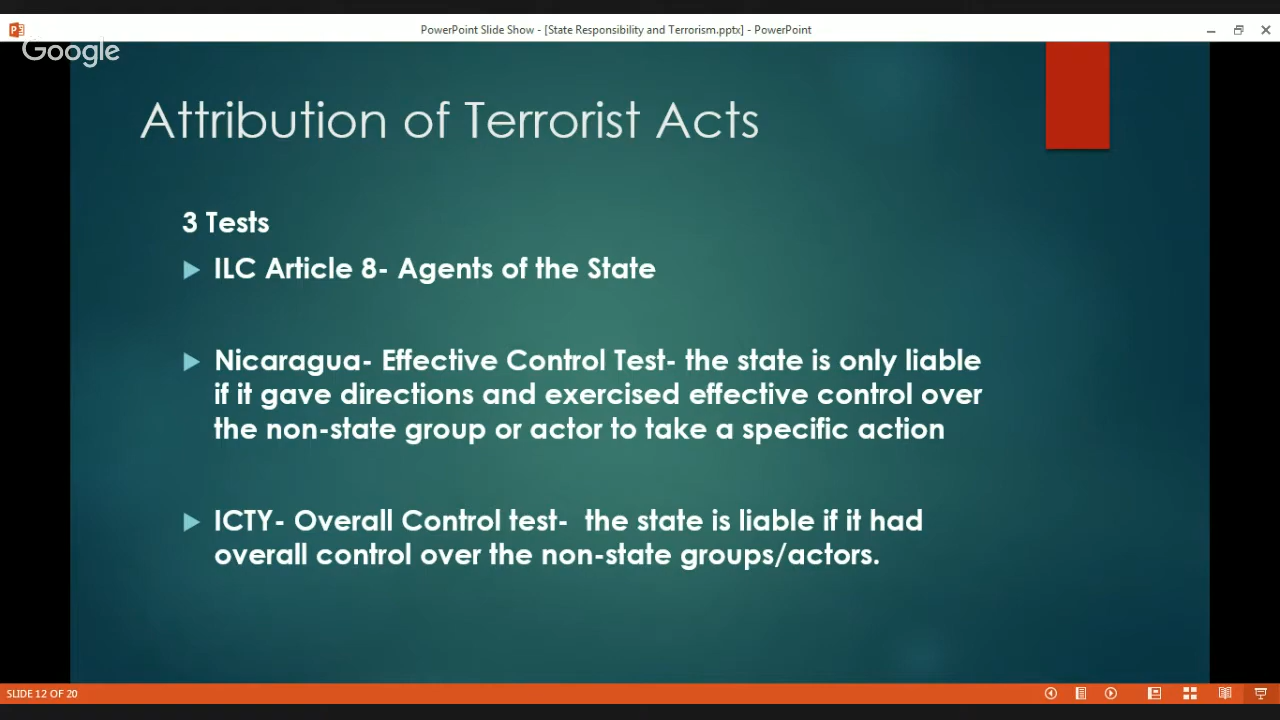 PowerPoint Slide Show - [State Responsibility and Terrorism.pptx] - PowerPoint
Google
Attribution of Terrorist Acts
3 Tests
ILC Article 8- Agents of the State
Nicaragua- Effective Control Test- the state is only liable
if it gave directions and exercised effective control over
the non-state group or actor to take a specific action
ICTY- Overall Control test-  the state is liable if it had
overall control over the non-state groups/actors.
SLIDE 12 OF 20